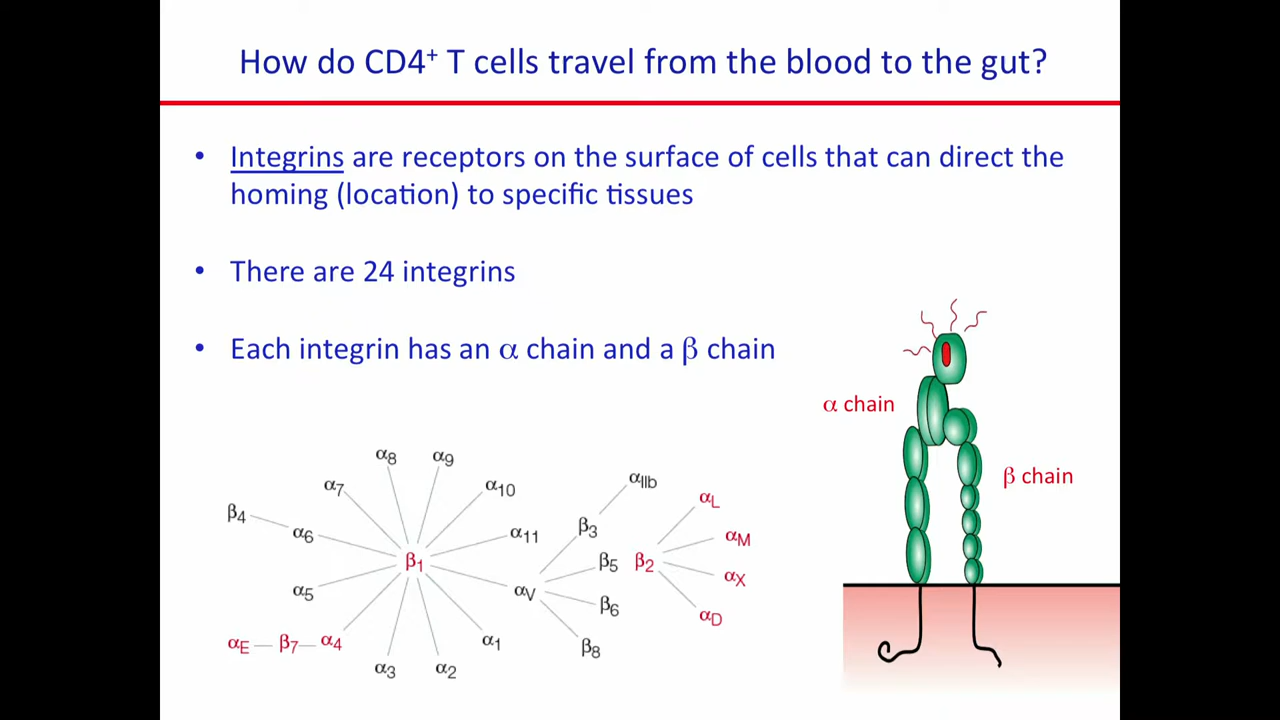 How do CD4⁺ T cells travel from the blood to the gut?
• Integrins are receptors on the surface of cells that can direct the
homing (location) to specific tissues
• There are 24 integrins
• Each integrin has an α chain and a β chain
α chain
β chain
α8
α9
α7
α10
αIIb
αL
β4
α6
α11
β3
αM
β1
β5
β2
αX
α5
αV
β6
αD
αE
β7
α4
α1
β8
α3
α2